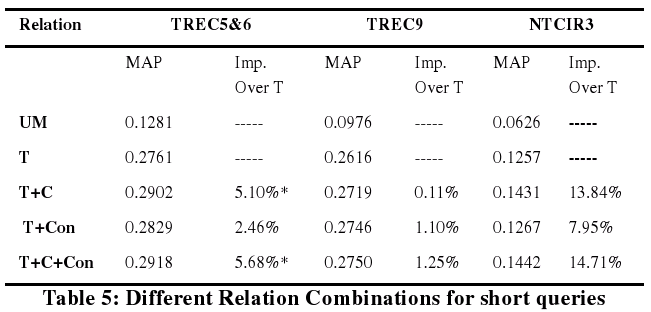 Relation TREC5&6 TREC9 NTCIR3
MAP Imp. Over T MAP Imp. Over T MAP Imp. Over T
UM 0.1281 ----- 0.0976 ----- 0.0626 -----
T 0.2761 ----- 0.2616 ----- 0.1257 -----
T+C 0.2902 5.10%* 0.2719 0.11% 0.1431 13.84%
T+Con 0.2829 2.46% 0.2746 1.10% 0.1267 7.95%
T+C+Con 0.2918 5.68%* 0.2750 1.25% 0.1442 14.71%
Table 5: Different Relation Combinations for short queries